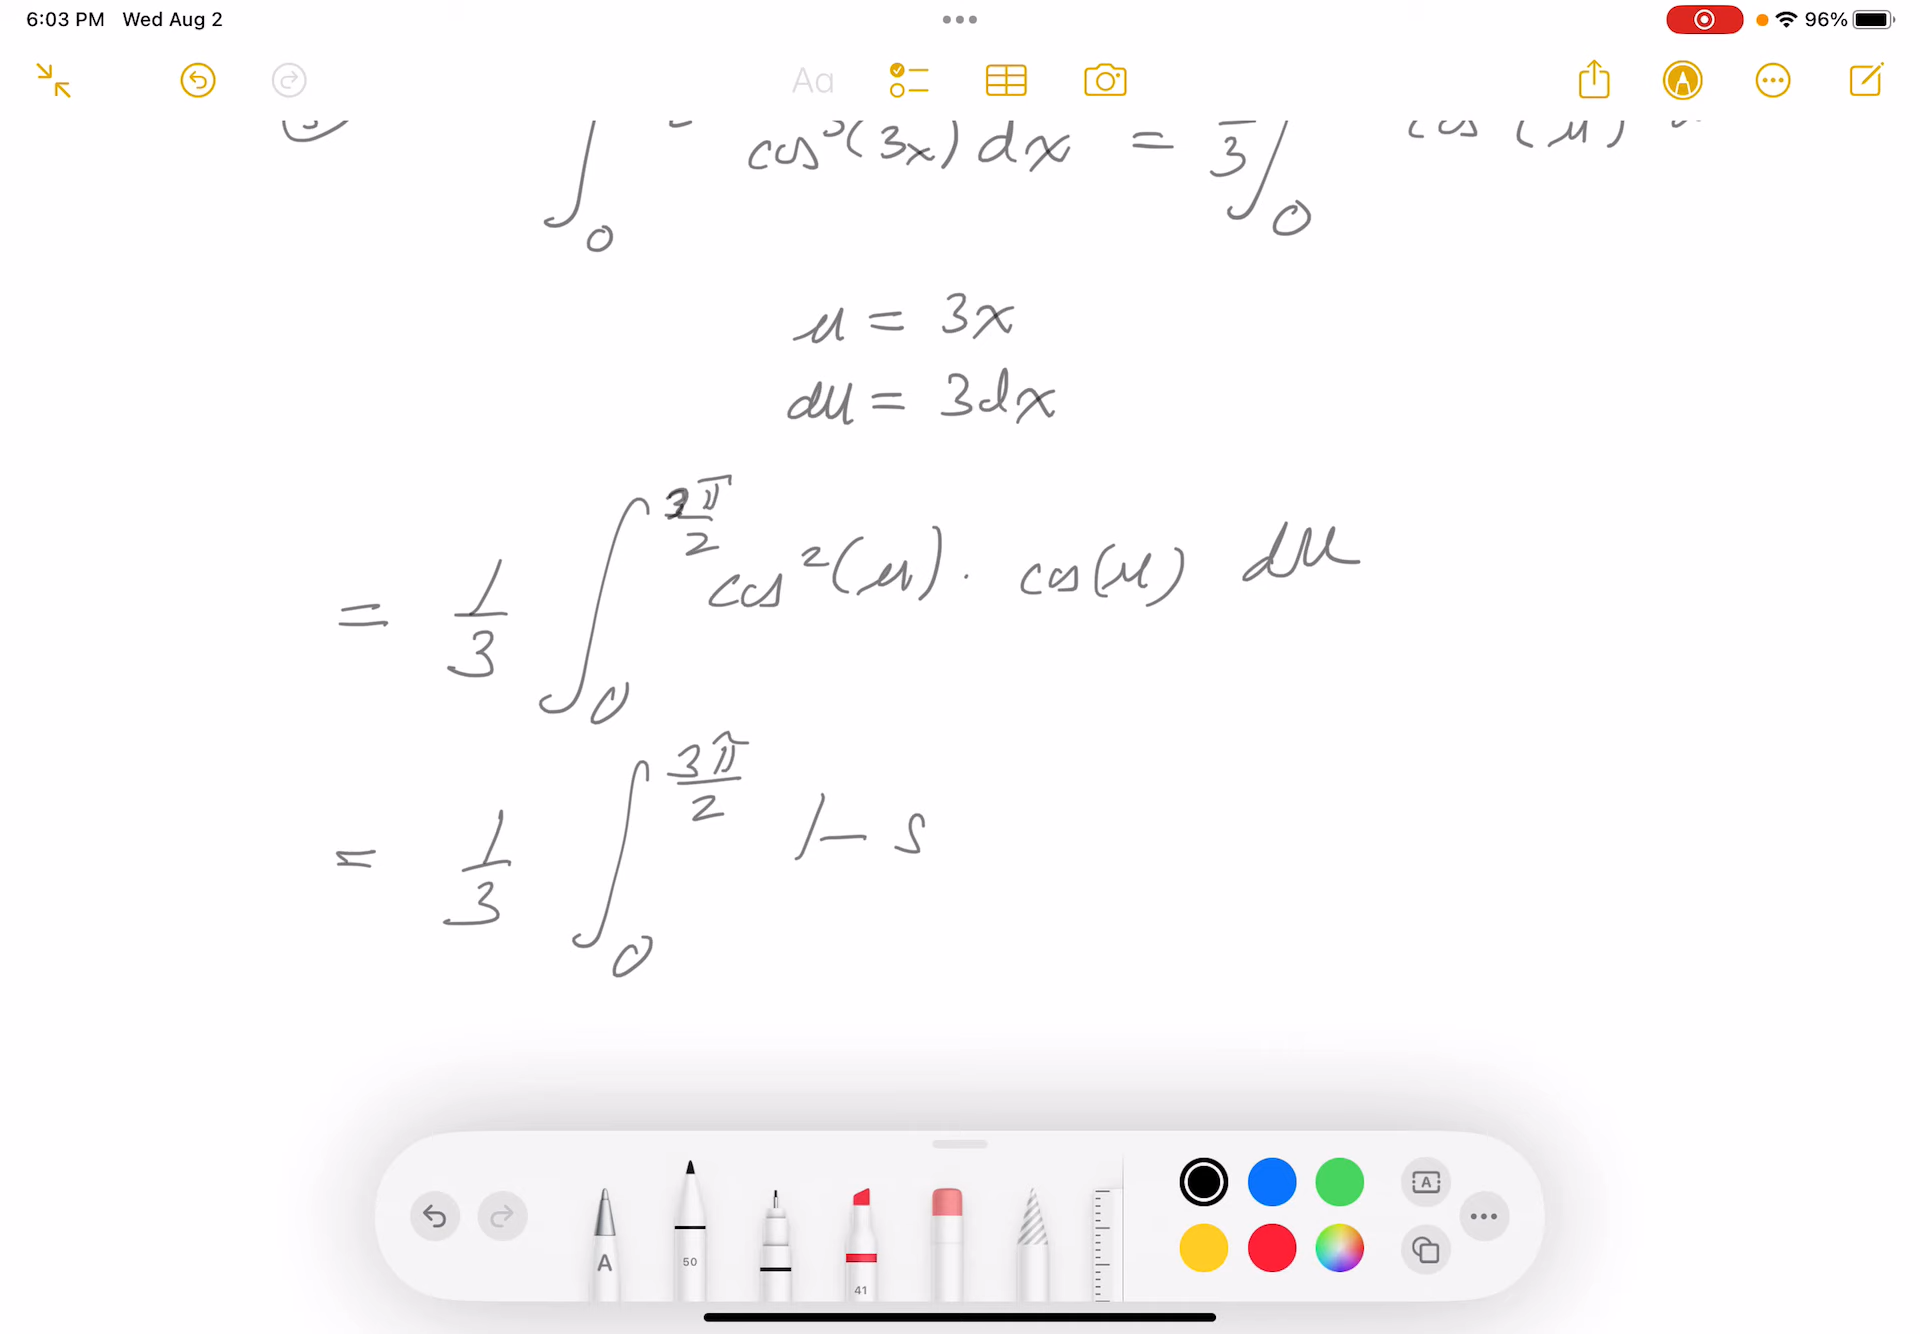 6:03 PM Wed Aug 2 96%
Aa
∫₀ cos³(3x) dx = 3 ∫₀ cos (u)
u = 3x
du = 3dx
= 1/3 ∫₀^(3π/2) cos²(u) · cos(u) du
= 1/3 ∫₀^(3π/2) 1 - s
A 50 41 A